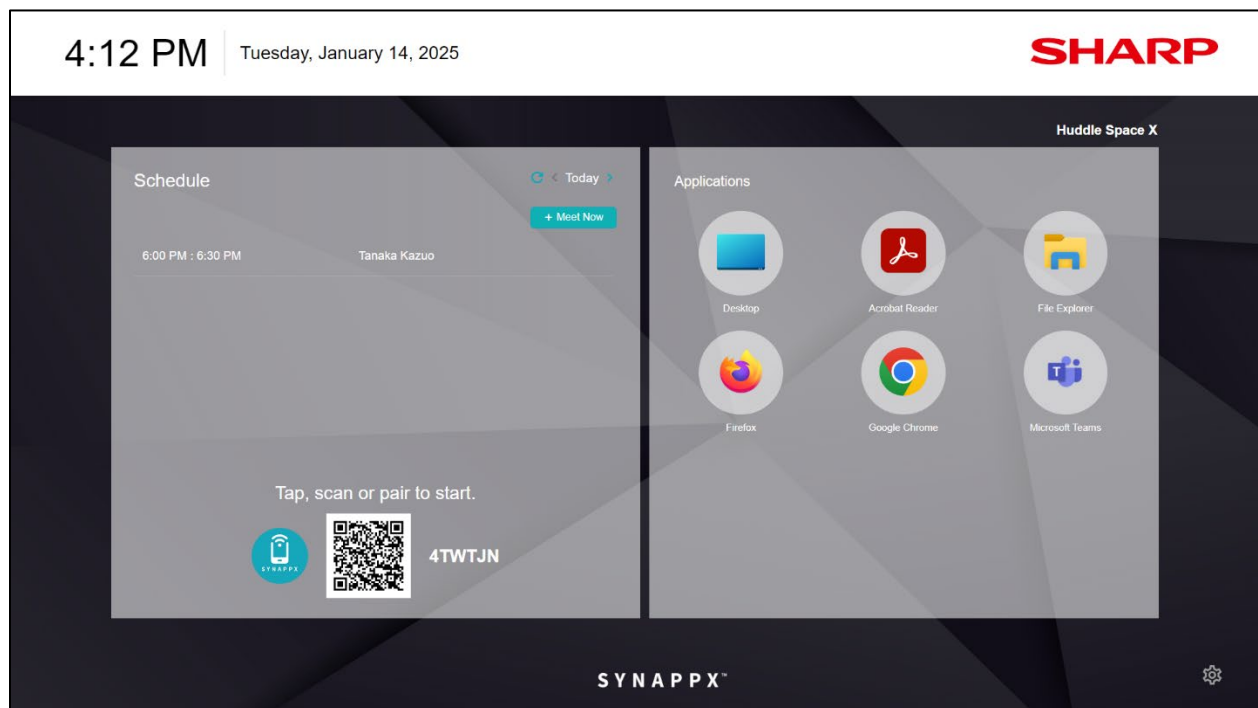 4:12 PM
Tuesday, January 14, 2025
SHARP
Huddle Space X
Schedule
Today
+ Meet Now
6:00 PM : 6:30 PM
Tanaka Kazuo
Tap, scan or pair to start.
SYNAPPX
4TWTJN
Applications
Desktop
Acrobat Reader
File Explorer
Firefox
Google Chrome
T
Microsoft Teams
SYNAPPX™